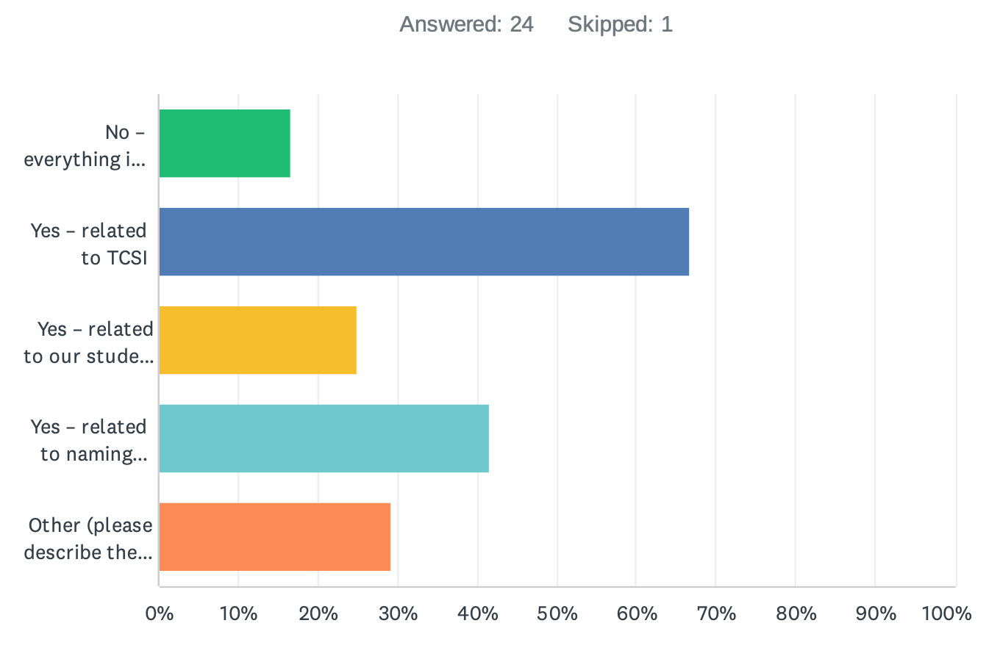 Answered: 24 Skipped: 1
No –
everything i...
Yes – related
to TCSI
Yes – related
to our stude...
Yes – related
to naming...
Other (please
describe the...
0% 10% 20% 30% 40% 50% 60% 70% 80% 90% 100%